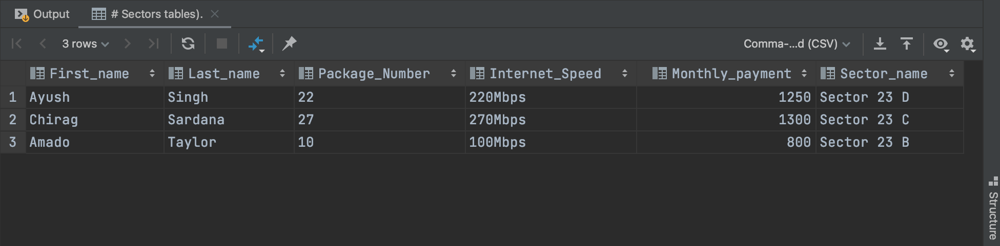 Output # Sectors tables).
3 rows Comma-...d (CSV)
First_name Last_name Package_Number Internet_Speed Monthly_payment Sector_name
1 Ayush Singh 22 220Mbps 1250 Sector 23 D
2 Chirag Sardana 27 270Mbps 1300 Sector 23 C
3 Amado Taylor 10 100Mbps 800 Sector 23 B
Structure